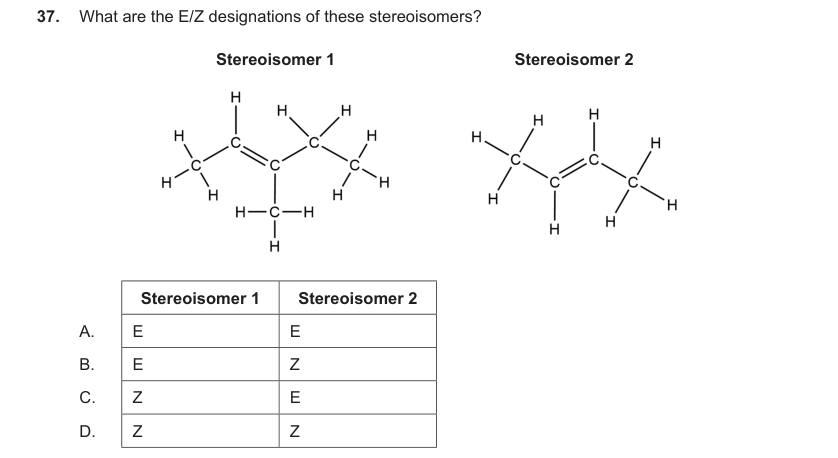 37. What are the E/Z designations of these stereoisomers?
Stereoisomer 1 Stereoisomer 2
H H
H H H
H H H H
C C C C
H C C C
H H H H H H
H H H
H—C—H H
H
Stereoisomer 1 Stereoisomer 2
A. E E
B. E Z
C. Z E
D. Z Z